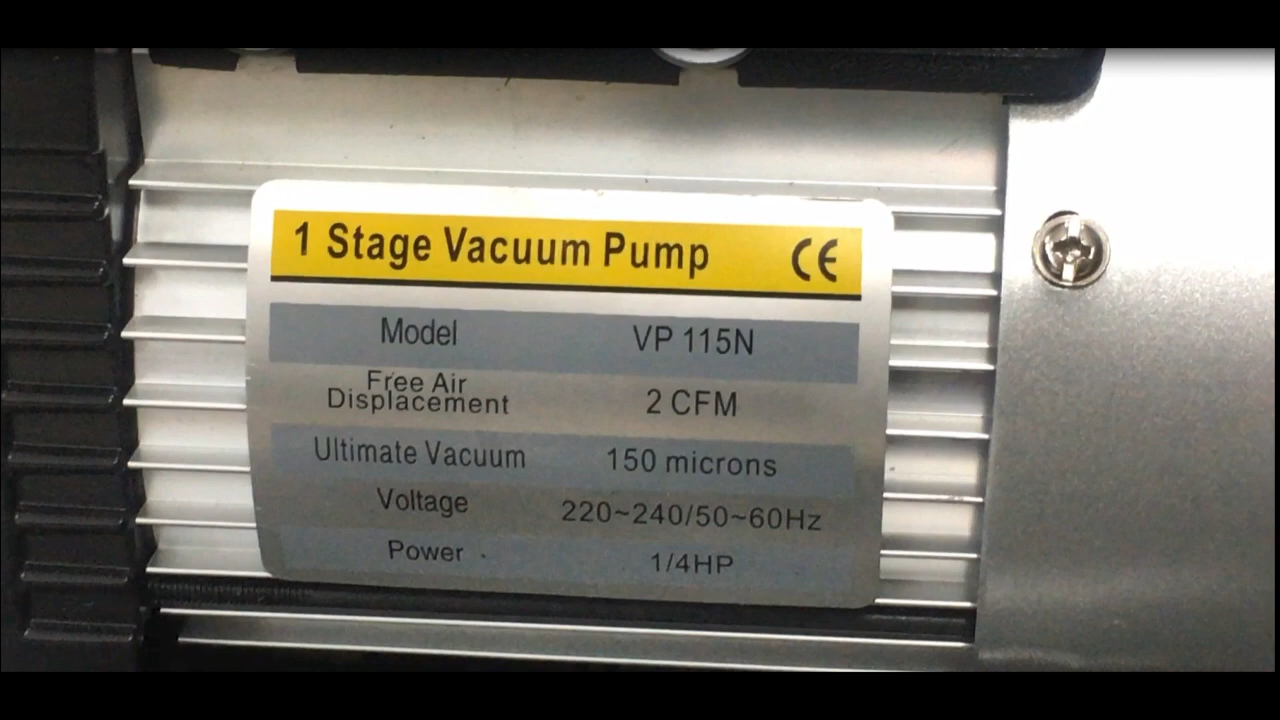 1 Stage Vacuum Pump CE
Model VP 115N
Free Air
Displacement 2 CFM
Ultimate Vacuum 150 microns
Voltage 220~240/50~60Hz
Power 1/4HP